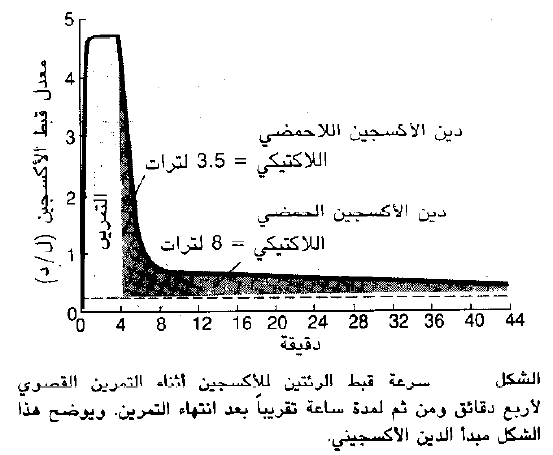 معدل قبط الأكسجين (ل/د)
5
4
3
2
1
0
التمرين
دين الأكسجين اللاحمضي
اللاكتيكي = 3.5 لترات
دين الأكسجين الحمضي
اللاكتيكي = 8 لترات
0 4 8 12 16 20 24 28 32 36 40 44
دقيقة
الشكل سرعة قبط الرئتين للأكسجين أثناء التمرين القصوي
لأربع دقائق ومن ثم لمدة ساعة تقريباً بعد انتهاء التمرين. ويوضح هذا
الشكل مبدأ الدين الأكسجيني.